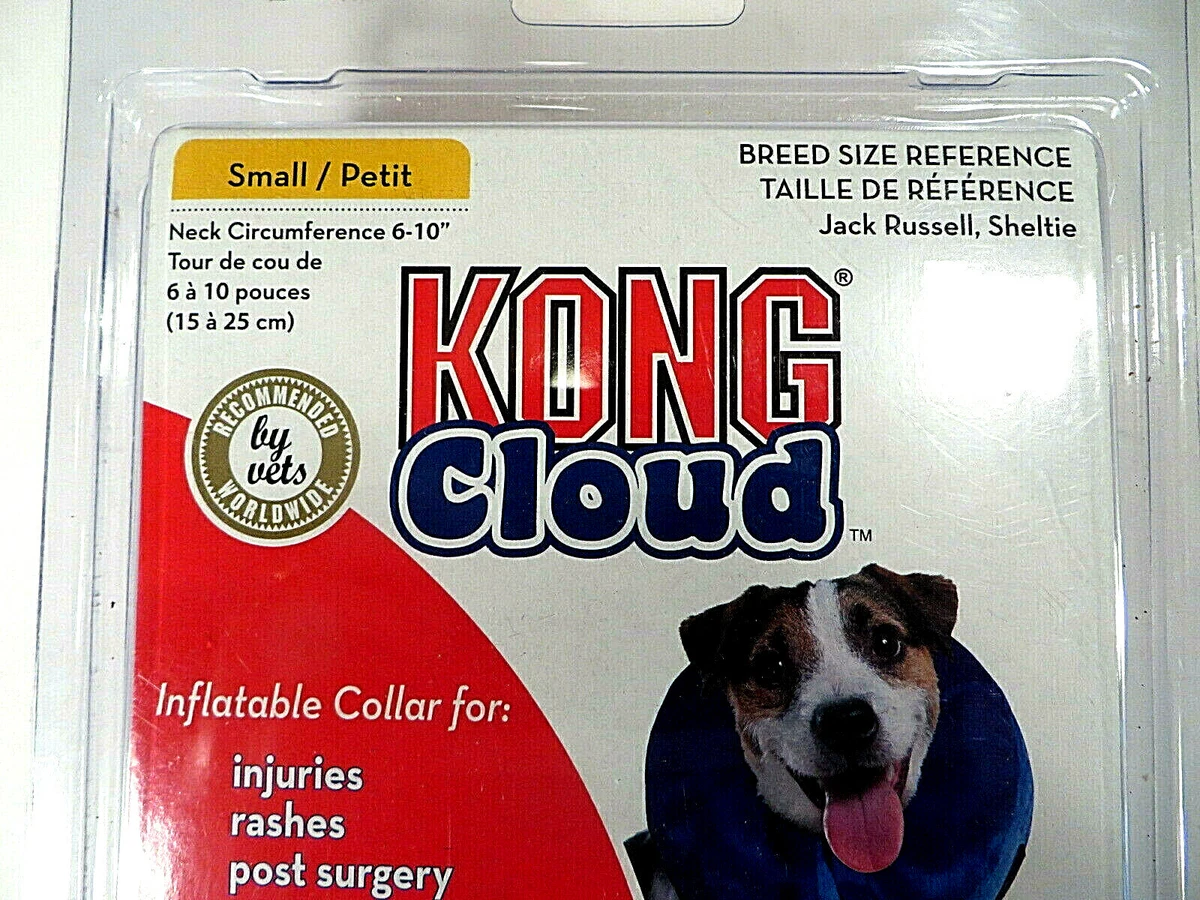 Small / Petit
Neck Circumference 6-10”
Tour de cou de
6 à 10 pouces
(15 à 25 cm)
BREED SIZE REFERENCE
TAILLE DE RÉFÉRENCE
Jack Russell, Sheltie
KONG®
Cloud™
RECOMMENDED
by
vets
WORLDWIDE
Inflatable Collar for:
injuries
rashes
post surgery